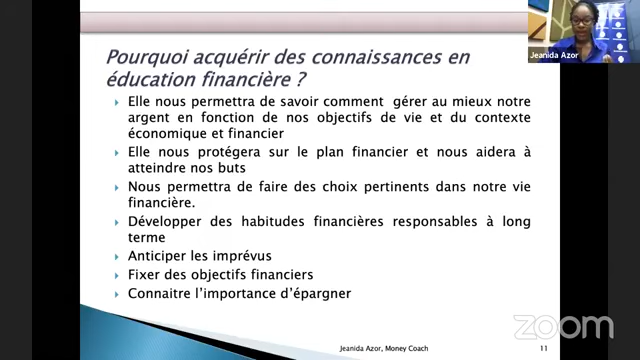 Pourquoi acquérir des connaissances en
éducation financière ?
Elle nous permettra de savoir comment gérer au mieux notre
argent en fonction de nos objectifs de vie et du contexte
économique et financier
Elle nous protégera sur le plan financier et nous aidera à
atteindre nos buts
Nous permettra de faire des choix pertinents dans notre vie
financière.
Développer des habitudes financières responsables à long
terme
Anticiper les imprévus
Fixer des objectifs financiers
Connaitre l’importance d’épargner
Jeanida Azor, Money Coach
11
Jeanida Azor
zoom